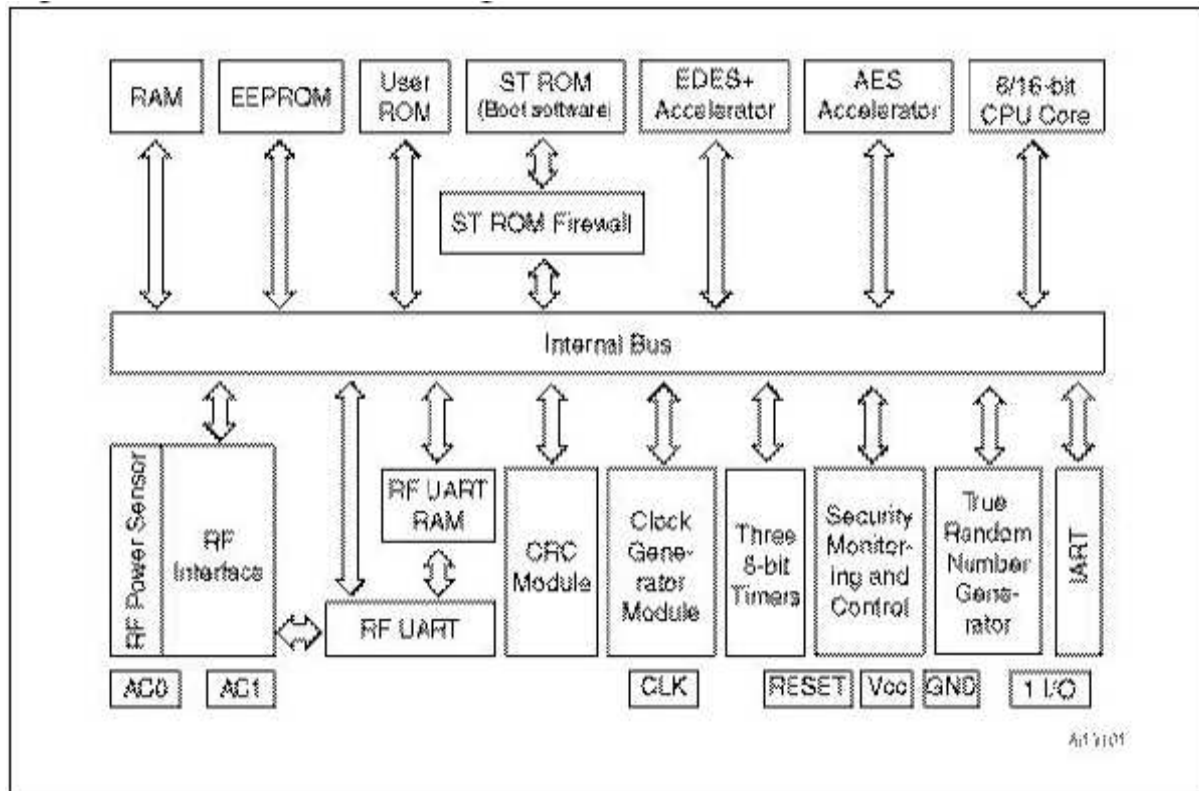 RAM
EEPROM
User
ROM
ST ROM
(Boot software)
EDES+
Accelerator
AES
Accelerator
8/16-bit
CPU Core
ST ROM Firewall
Internal Bus
RF Power Sensor
RF
Interface
RF UART
RAM
RF UART
CRC
Module
Clock
Gene-
rator
Module
Three
8-bit
Timers
Security
Monitor-
ing and
Control
True
Random
Number
Gene-
rator
IART
AC0
AC1
CLK
RESET
Vcc
GND
1 I/O